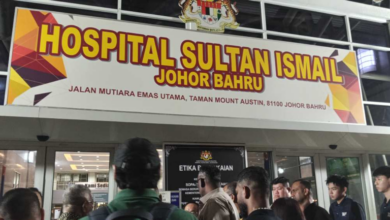 HOSPITAL SULTAN ISMAIL
JOHOR BAHRU
JALAN MUTIARA EMAS UTAMA, TAMAN MOUNT AUSTIN, 81100 JOHOR BAHRU
ETIKA